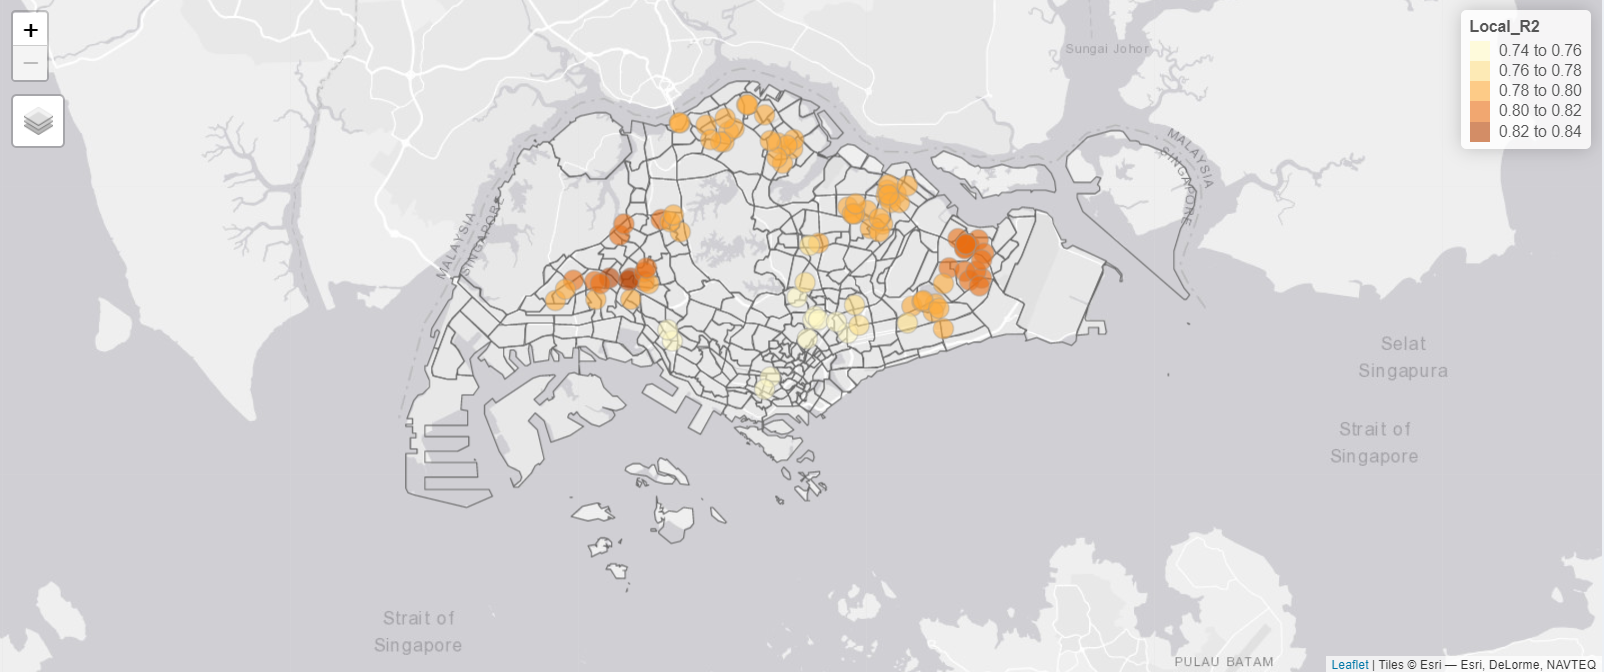 +
−
Local_R2
0.74 to 0.76
0.76 to 0.78
0.78 to 0.80
0.80 to 0.82
0.82 to 0.84
Sungai Johor
MALAYSIA
SINGAPORE
MALAYSIA
SINGAPORE
Selat
Singapura
Strait of
Singapore
Strait of
Singapore
PULAU BATAM
Leaflet | Tiles © Esri — Esri, DeLorme, NAVTEQ